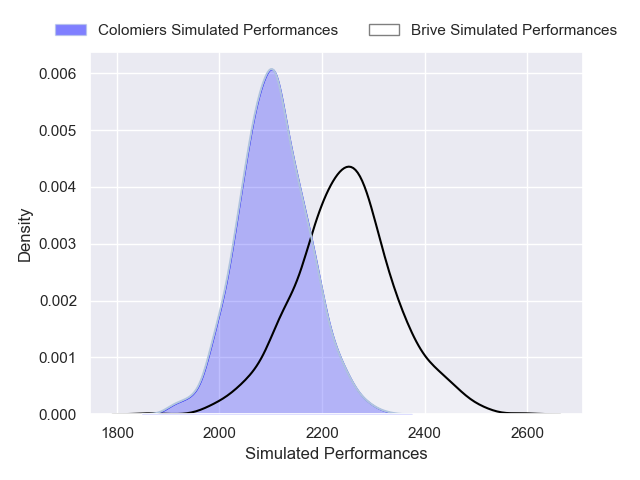 Colomiers Simulated Performances Brive Simulated Performances
0.006
0.005
0.004
0.003
0.002
0.001
0.000
Density
1800 2000 2200 2400 2600
Simulated Performances